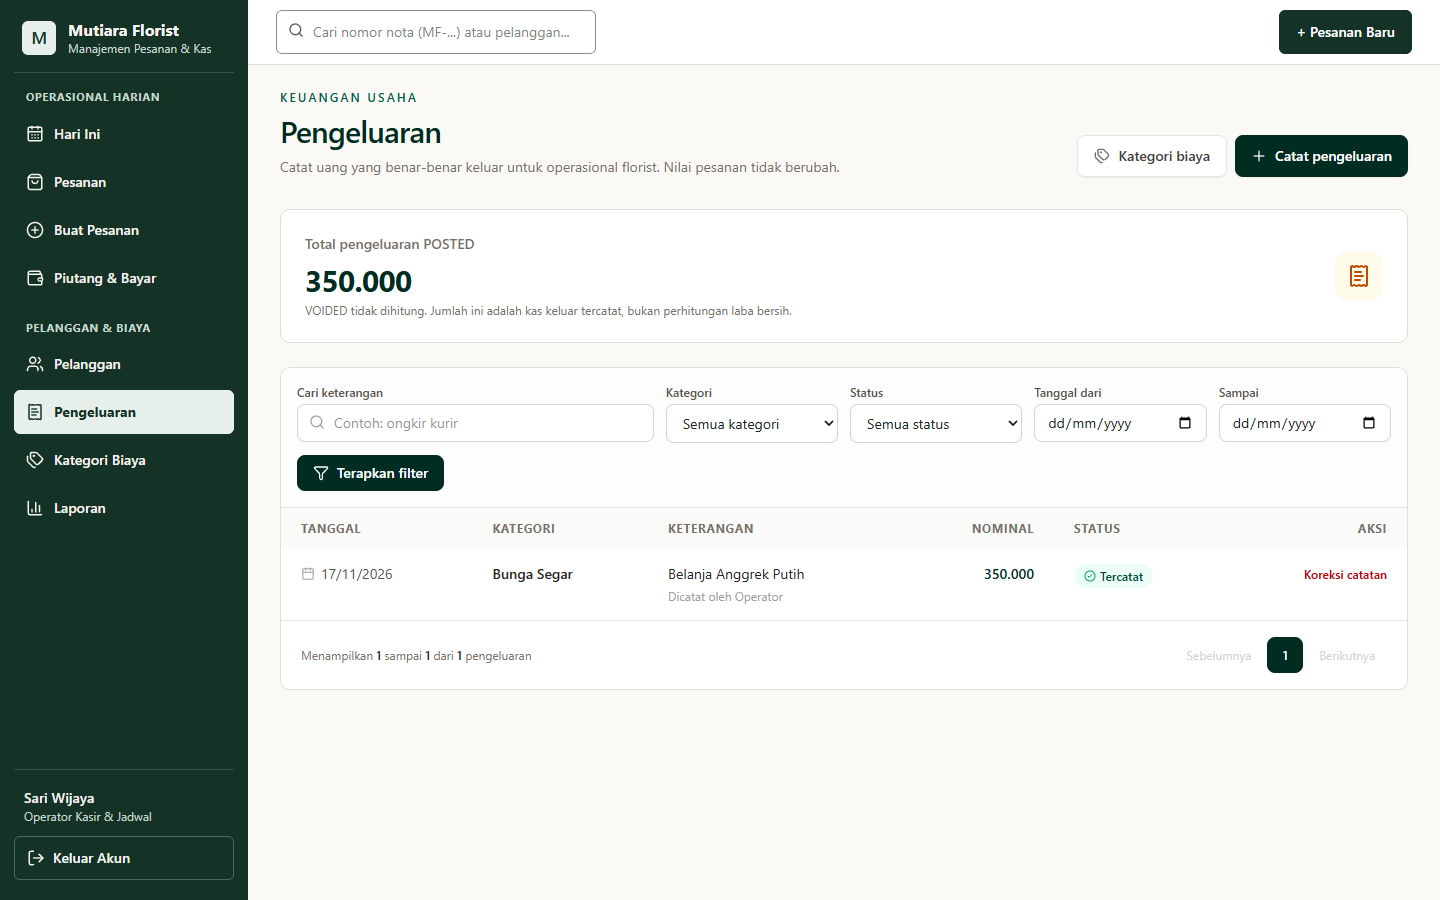 M
Mutiara Florist
Manajemen Pesanan & Kas
OPERASIONAL HARIAN
Hari Ini
Pesanan
Buat Pesanan
Piutang & Bayar
PELANGGAN & BIAYA
Pelanggan
Pengeluaran
Kategori Biaya
Laporan
Sari Wijaya
Operator Kasir & Jadwal
Keluar Akun
Cari nomor nota (MF-...) atau pelanggan...
+ Pesanan Baru
KEUANGAN USAHA
Pengeluaran
Catat uang yang benar-benar keluar untuk operasional florist. Nilai pesanan tidak berubah.
Kategori biaya
Catat pengeluaran
Total pengeluaran POSTED
350.000
VOIDED tidak dihitung. Jumlah ini adalah kas keluar tercatat, bukan perhitungan laba bersih.
Cari keterangan Kategori Status Tanggal dari Sampai
Contoh: ongkir kurir Semua kategori Semua status dd/mm/yyyy dd/mm/yyyy
Terapkan filter
TANGGAL KATEGORI KETERANGAN NOMINAL STATUS AKSI
17/11/2026 Bunga Segar Belanja Anggrek Putih 350.000 Tercatat Koreksi catatan
Dicatat oleh Operator
Menampilkan 1 sampai 1 dari 1 pengeluaran Sebelumnya 1 Berikutnya